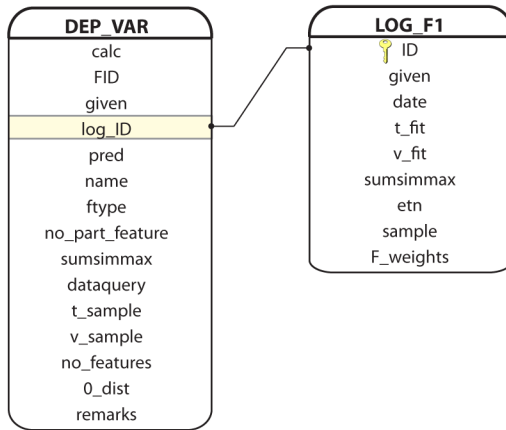 DEP_VAR
calc
FID
given
log_ID
pred
name
ftype
no_part_feature
sumsimmax
dataquery
t_sample
v_sample
no_features
0_dist
remarks
LOG_F1
ID
given
date
t_fit
v_fit
sumsimmax
etn
sample
F_weights